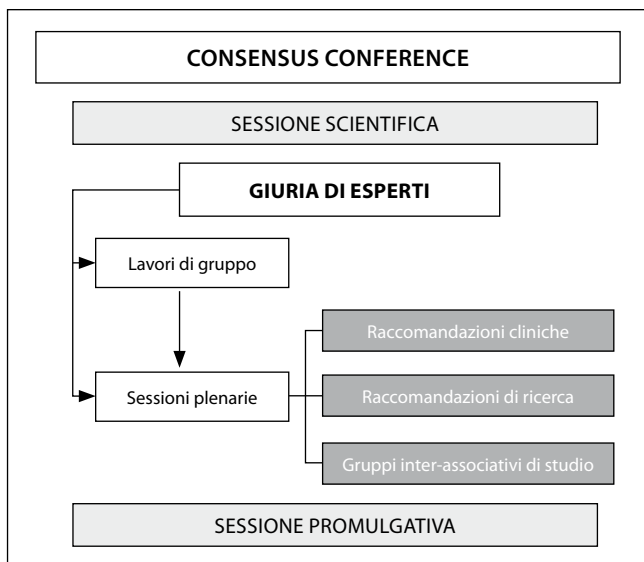 CONSENSUS CONFERENCE
SESSIONE SCIENTIFICA
GIURIA DI ESPERTI
Lavori di gruppo
Raccomandazioni cliniche
Sessioni plenarie
Raccomandazioni di ricerca
Gruppi inter-associativi di studio
SESSIONE PROMULGATIVA